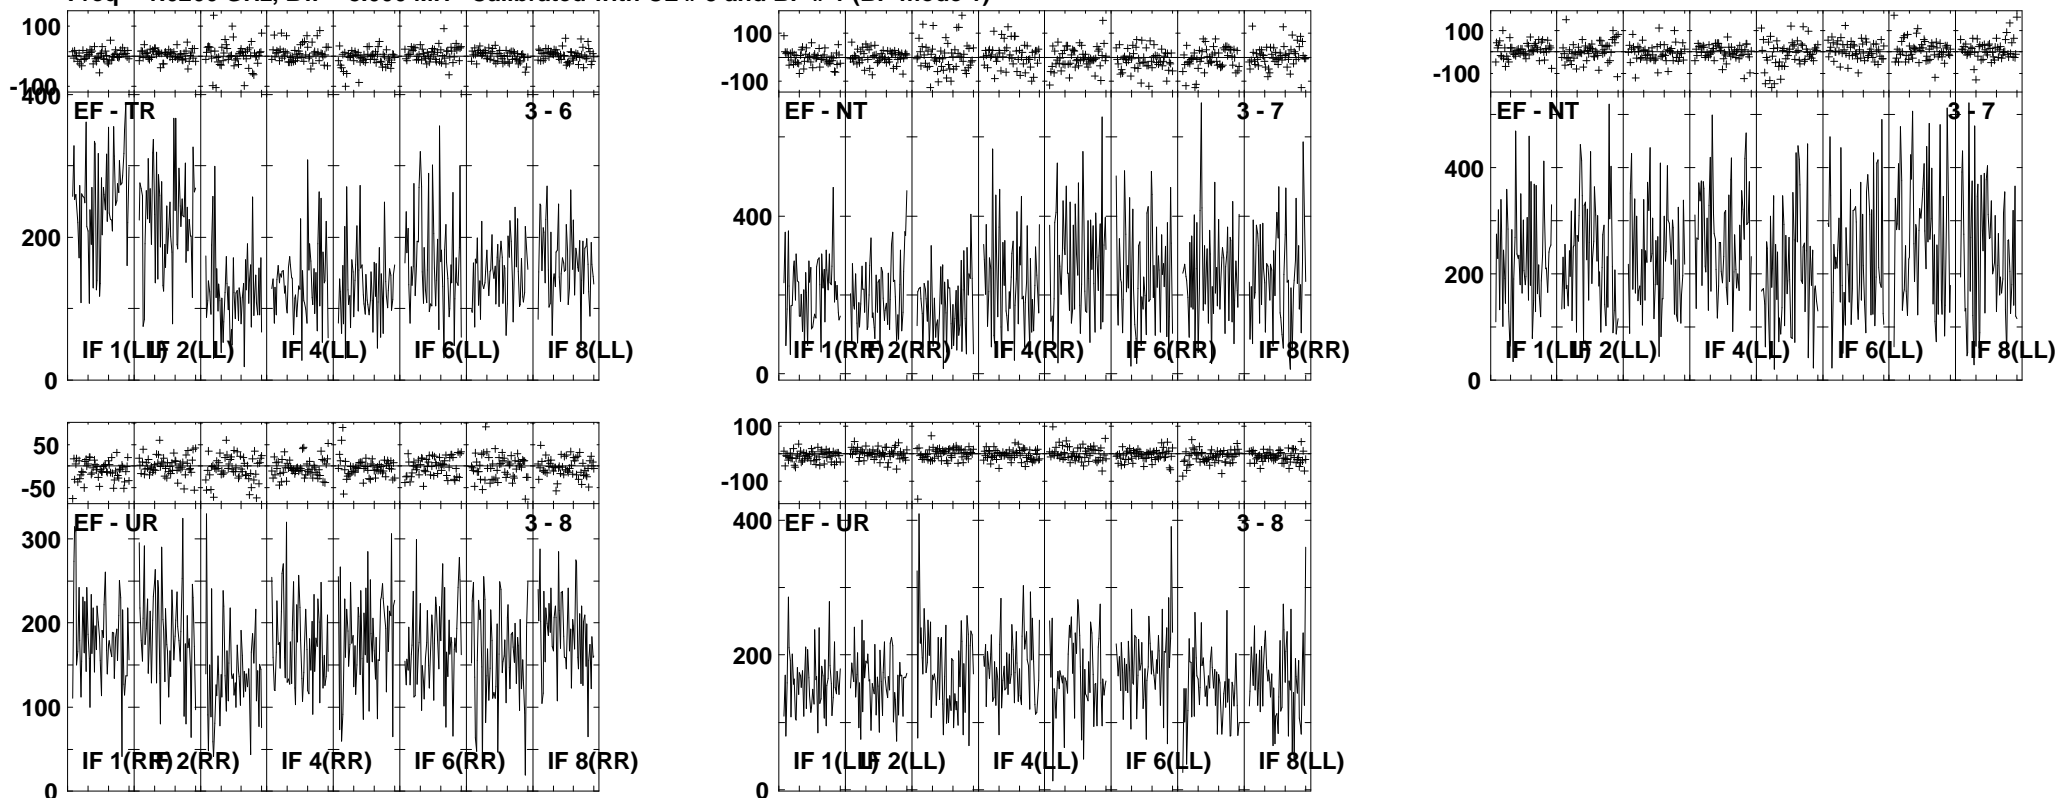 100
-100
400
EF - TR 3 - 6
200
IF 1(LL) IF 2(LL) IF 4(LL) IF 6(LL) IF 8(LL)
0
100
-100
EF - NT 3 - 7
400
IF 1(RR) IF 2(RR) IF 4(RR) IF 6(RR) IF 8(RR)
0
100
-100
EF - NT 3 - 7
400
200
IF 1(LL) IF 2(LL) IF 4(LL) IF 6(LL) IF 8(LL)
0
50
-50
EF - UR 3 - 8
300
200
100
IF 1(RR) IF 2(RR) IF 4(RR) IF 6(RR) IF 8(RR)
0
100
-100
400
EF - UR 3 - 8
200
IF 1(LL) IF 2(LL) IF 4(LL) IF 6(LL) IF 8(LL)
0